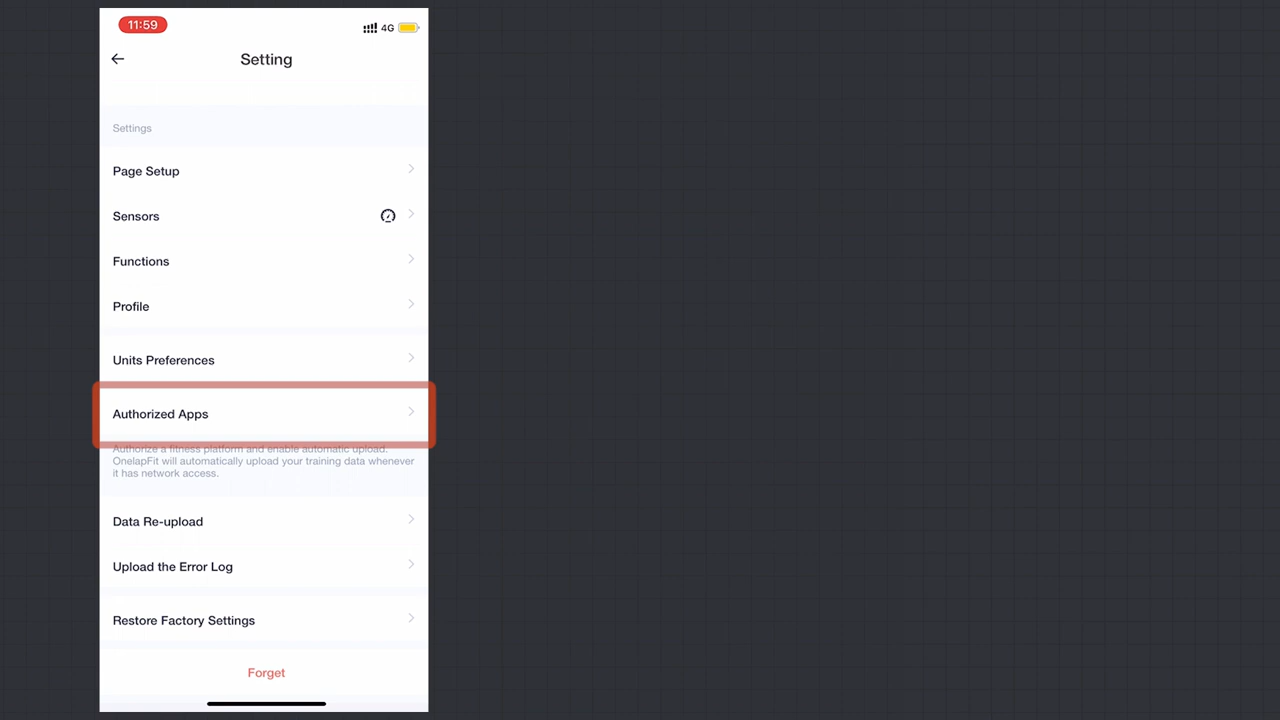 11:59
4G
Setting
Settings
Page Setup
Sensors
Functions
Profile
Units Preferences
Authorized Apps
Authorize a fitness platform and enable automatic upload.
OnelapFit will automatically upload your training data whenever
it has network access.
Data Re-upload
Upload the Error Log
Restore Factory Settings
Forget